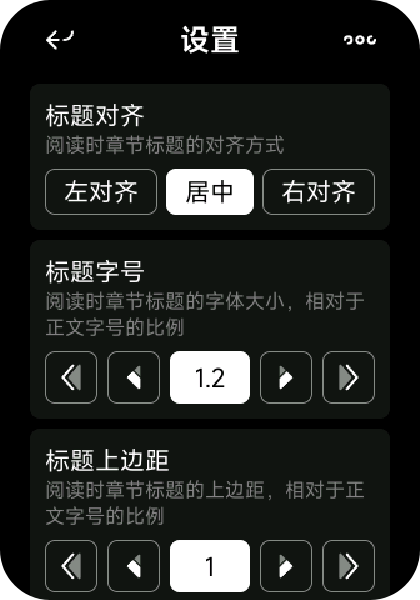 设置
标题对齐
阅读时章节标题的对齐方式
左对齐 居中 右对齐
标题字号
阅读时章节标题的字体大小，相对于
正文字号的比例
1.2
标题上边距
阅读时章节标题的上边距，相对于正
文字号的比例
1